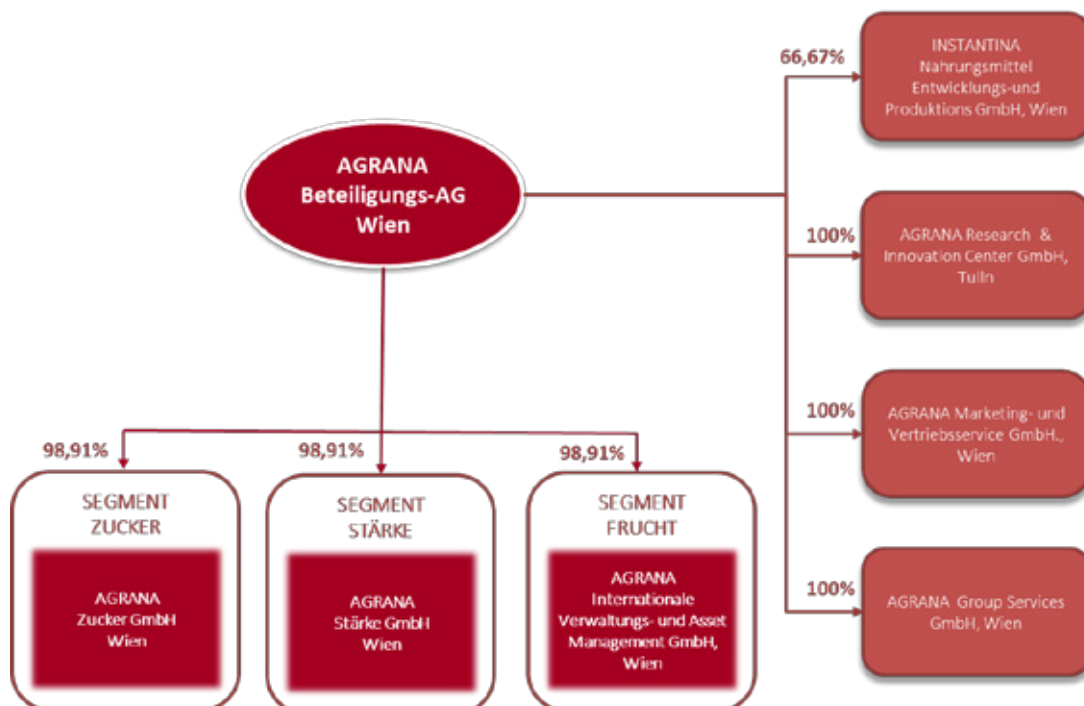 66,67%
INSTANTINA
Nahrungsmittel
Entwicklungs-und
Produktions GmbH, Wien
AGRANA
Beteiligungs-AG
Wien
100%
AGRANA Research &
Innovation Center GmbH,
Tulln
100%
AGRANA Marketing- und
Vertriebsservice GmbH.,
Wien
98,91%
98,91%
98,91%
SEGMENT
ZUCKER
AGRANA
Zucker GmbH
Wien
SEGMENT
STÄRKE
AGRANA
Stärke GmbH
Wien
SEGMENT
FRUCHT
AGRANA
Internationale
Verwaltungs- und Asset
Management GmbH,
Wien
100%
AGRANA Group Services
GmbH, Wien